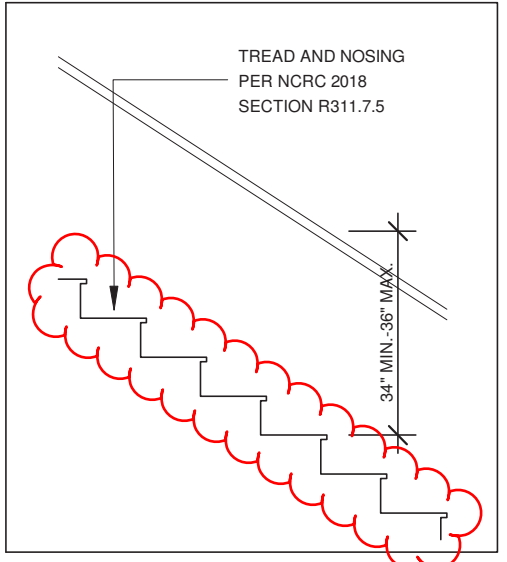 TREAD AND NOSING
PER NCRC 2018
SECTION R311.7.5
34" MIN.-36" MAX.